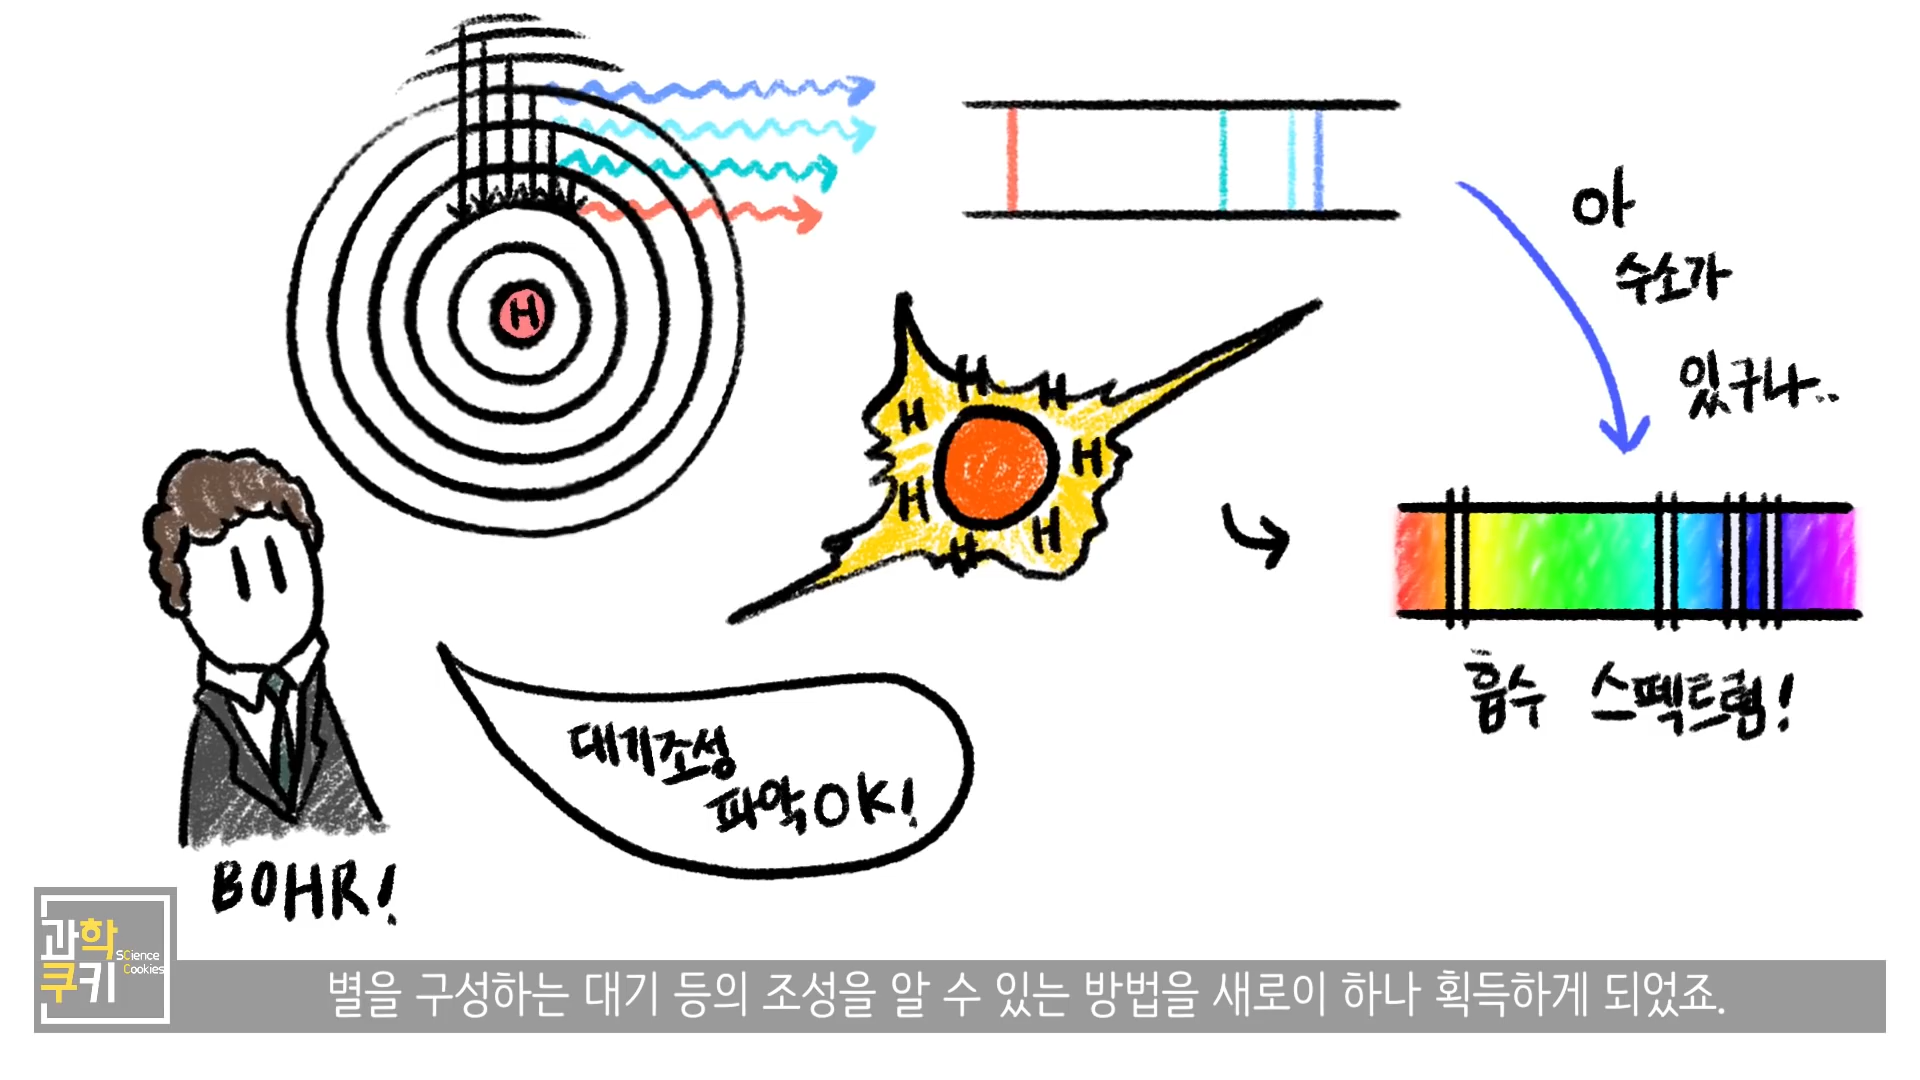 H
아
수소가
있구나..
H
H
H
H
H
H
H
흡수 스펙트럼!
대기조성
파악OK!
BOHR!
과학
쿠키
Science
Cookies
별을 구성하는 대기 등의 조성을 알 수 있는 방법을 새로이 하나 획득하게 되었죠.